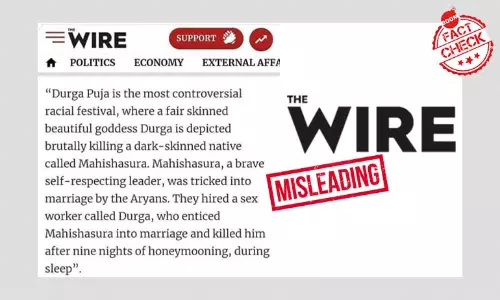 THE
WIRE
SUPPORT
POLITICS ECONOMY EXTERNAL AFFA
“Durga Puja is the most controversial
racial festival, where a fair skinned
beautiful goddess Durga is depicted
brutally killing a dark-skinned native
called Mahishasura. Mahishasura, a brave
self-respecting leader, was tricked into
marriage by the Aryans. They hired a sex
worker called Durga, who enticed
Mahishasura into marriage and killed him
after nine nights of honeymooning, during
sleep”.
THE
WIRE
MISLEADING
BOOM
FACT
CHECK